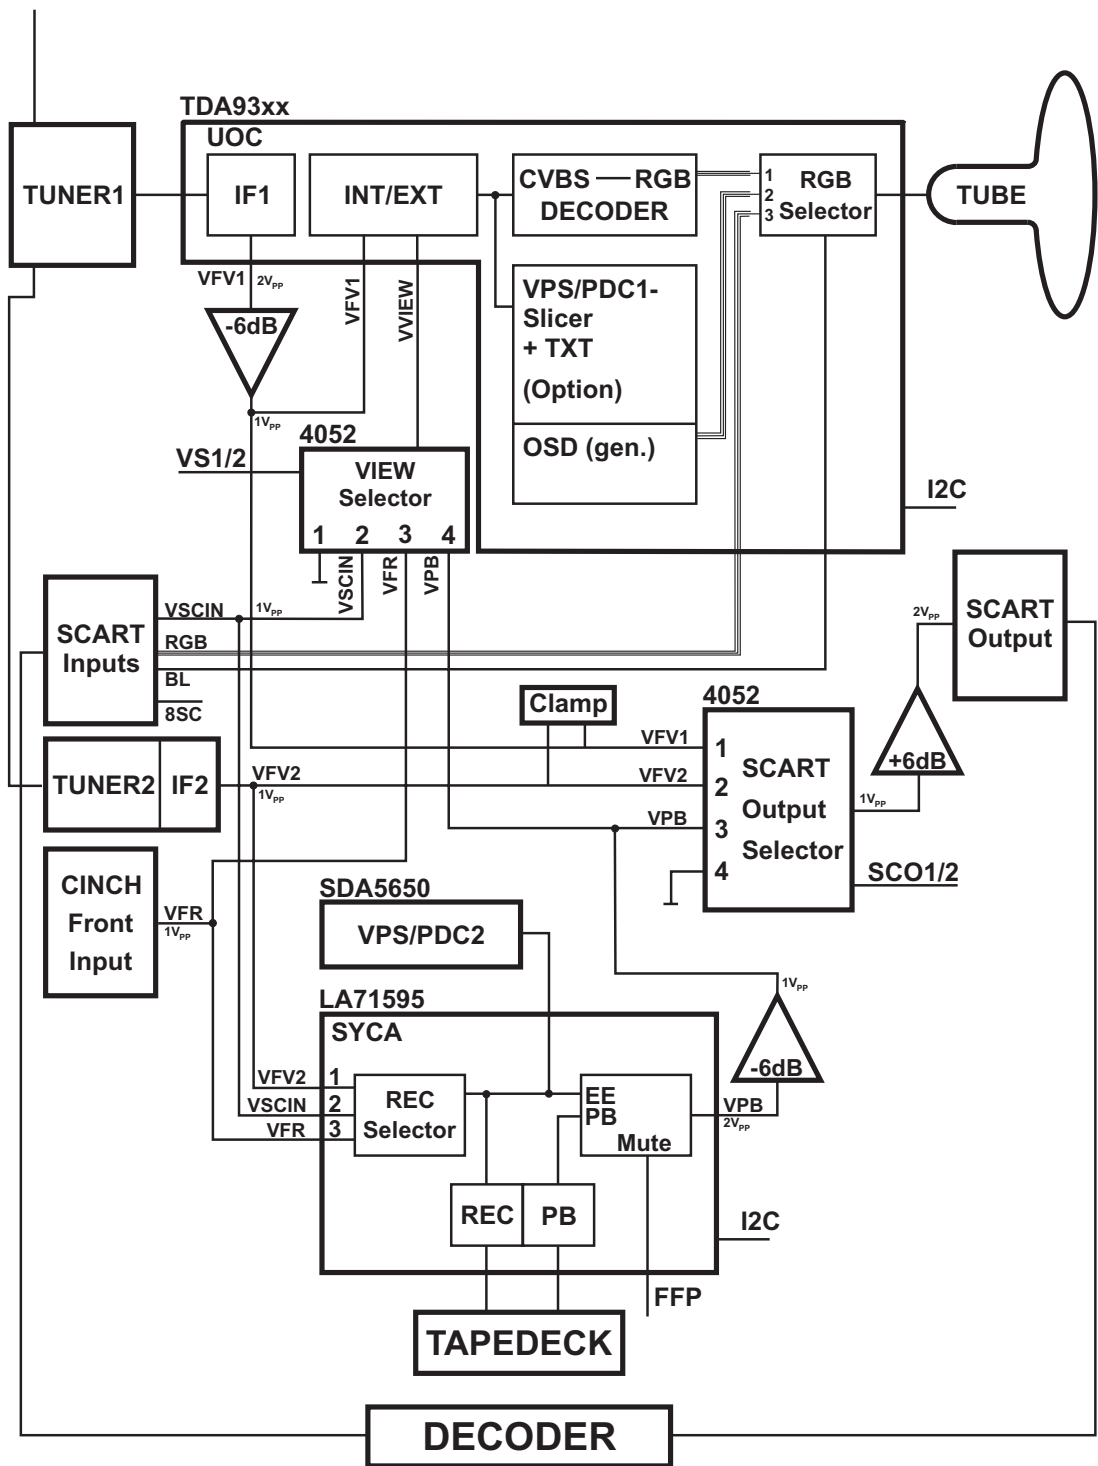 TDA93xx
UOC
TUNER1
IF1
INT/EXT
CVBS — RGB
DECODER
1
2
3
RGB
Selector
TUBE
VFV1
2VPP
-6dB
1VPP
VFV1
VVIEW
VPS/PDC1-
Slicer
+ TXT
(Option)
OSD (gen.)
I2C
4052
VS1/2
VIEW
Selector
1 2 3 4
VSCIN
VFR
VPB
SCART
Inputs
VSCIN
1VPP
RGB
BL
8SC
2VPP
SCART
Output
Clamp
4052
VFV1
VFV2
VPB
1
2
3
4
SCART
Output
Selector
+6dB
1VPP
SCO1/2
TUNER2
IF2
VFV2
1VPP
CINCH
Front
Input
VFR
1VPP
SDA5650
VPS/PDC2
LA71595
SYCA
VFV2
VSCIN
VFR
1
2
3
REC
Selector
EE
PB
Mute
1VPP
-6dB
VPB
2VPP
REC
PB
I2C
FFP
TAPEDECK
DECODER